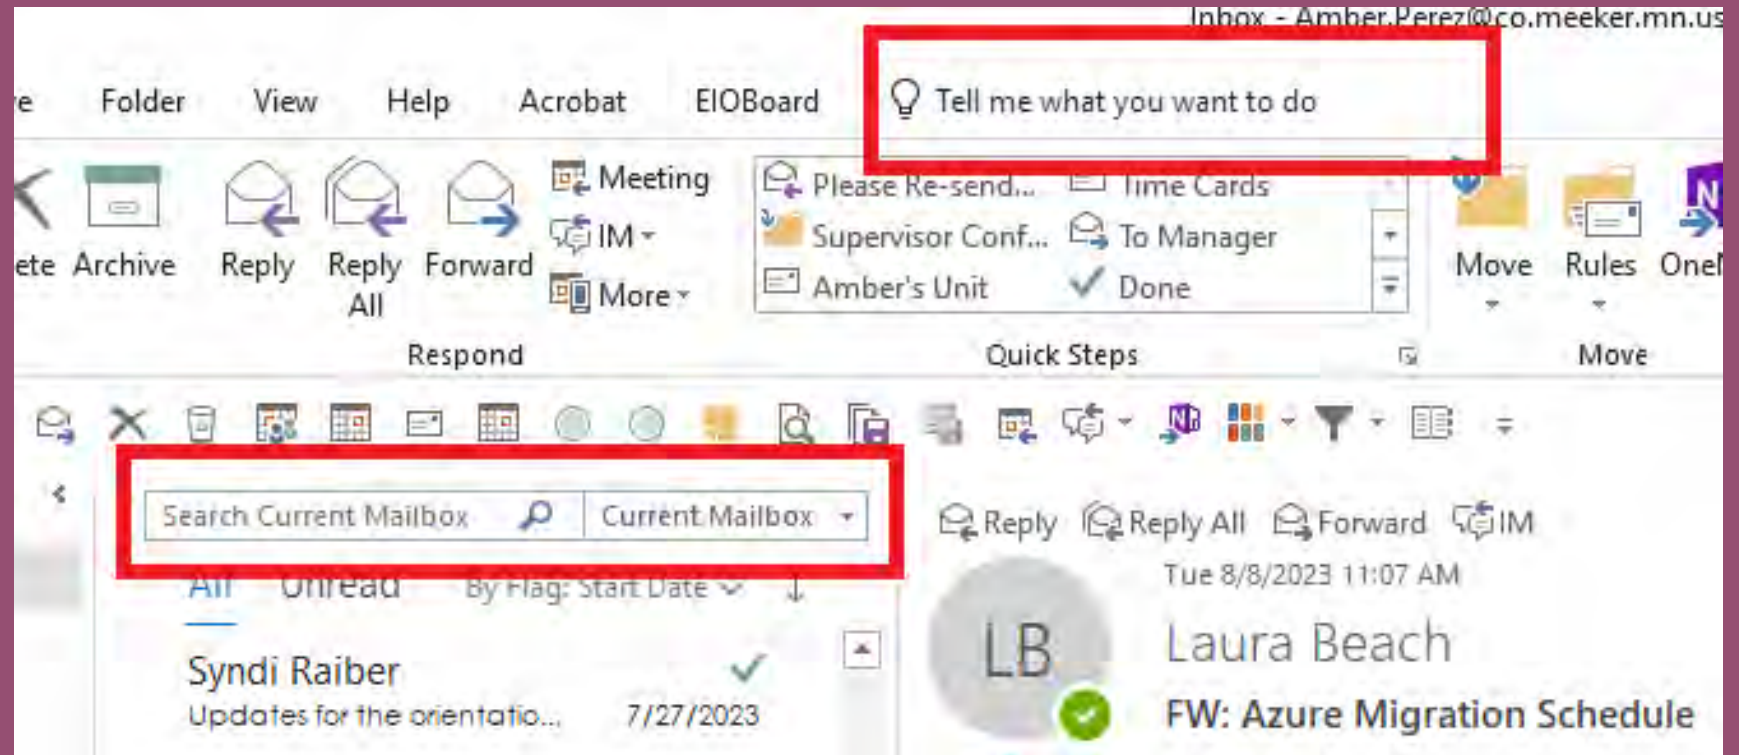 Inbox - Amber.Perez@co.meeker.mn.us
Folder View Help Acrobat EIOBoard Tell me what you want to do
Meeting
Please Re-send... Time Cards
IM
Supervisor Conf... To Manager
ete Archive Reply Reply All Forward
More
Amber's Unit Done
Move Rules OneN
Respond Quick Steps Move
Search Current Mailbox Current Mailbox
Reply Reply All Forward IM
All Unread By Flag: Start Date
Tue 8/8/2023 11:07 AM
LB
Laura Beach
Syndi Raiber
FW: Azure Migration Schedule
Updates for the orientatio... 7/27/2023